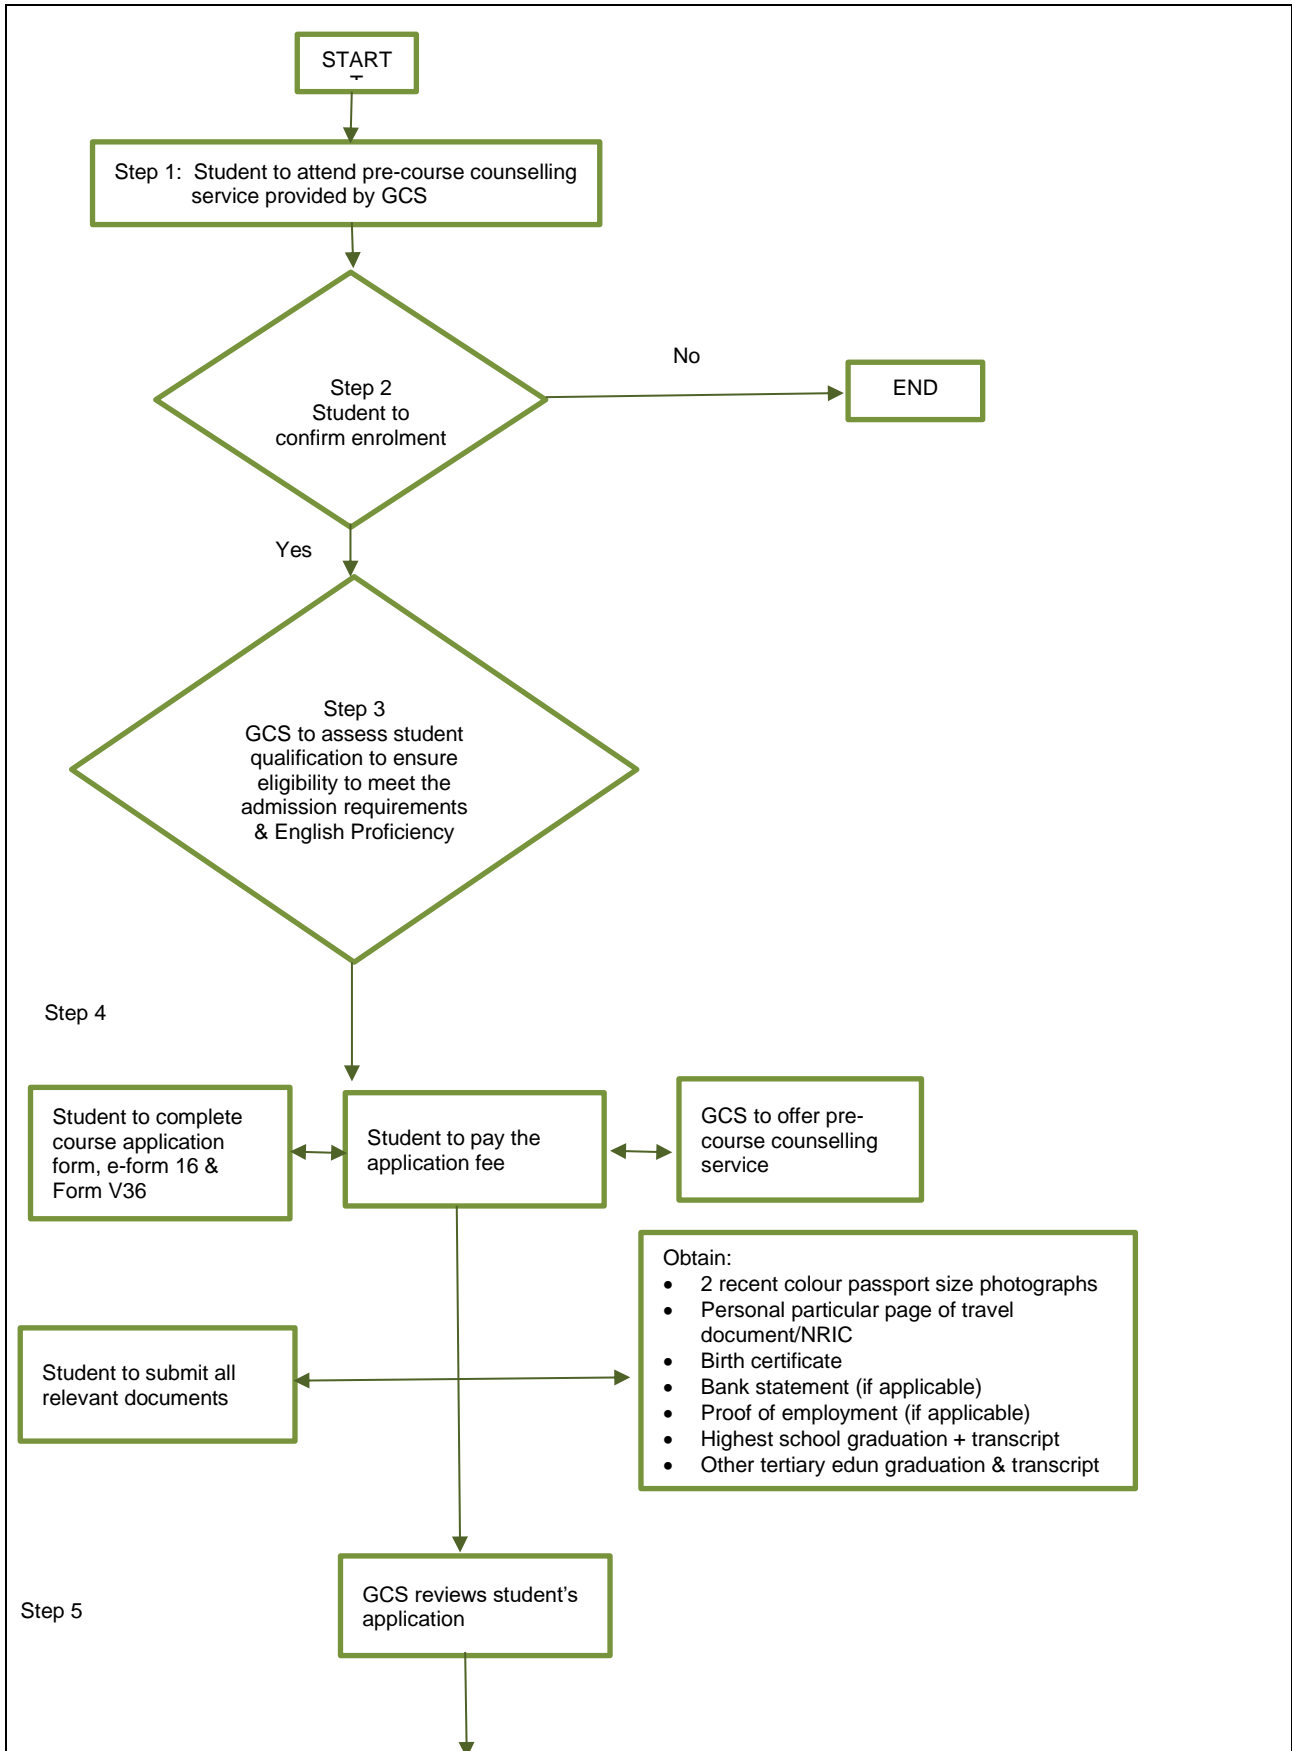 START
Step 1:  Student to attend pre-course counselling
service provided by GCS
Step 2
Student to
confirm enrolment
No
END
Yes
Step 3
GCS to assess student
qualification to ensure
eligibility to meet the
admission requirements
& English Proficiency
Step 4
Student to complete
course application
form, e-form 16 &
Form V36
Student to pay the
application fee
GCS to offer pre-
course counselling
service
Obtain:
• 2 recent colour passport size photographs
• Personal particular page of travel
document/NRIC
• Birth certificate
• Bank statement (if applicable)
• Proof of employment (if applicable)
• Highest school graduation + transcript
• Other tertiary edun graduation & transcript
Student to submit all
relevant documents
GCS reviews student’s
application
Step 5